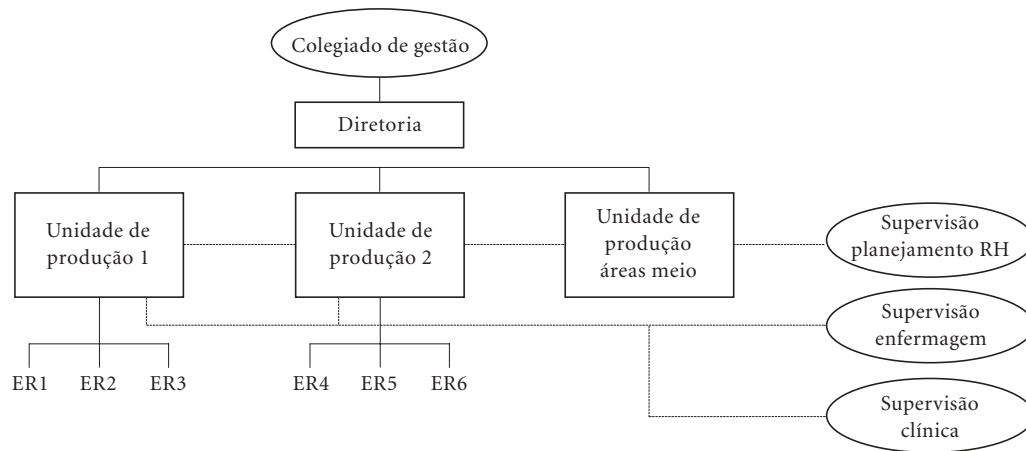 Colegiado de gestão
Diretoria
Unidade de
produção 1
Unidade de
produção 2
Unidade de
produção
áreas meio
Supervisão
planejamento RH
Supervisão
enfermagem
ER1 ER2 ER3 ER4 ER5 ER6
Supervisão
clínica